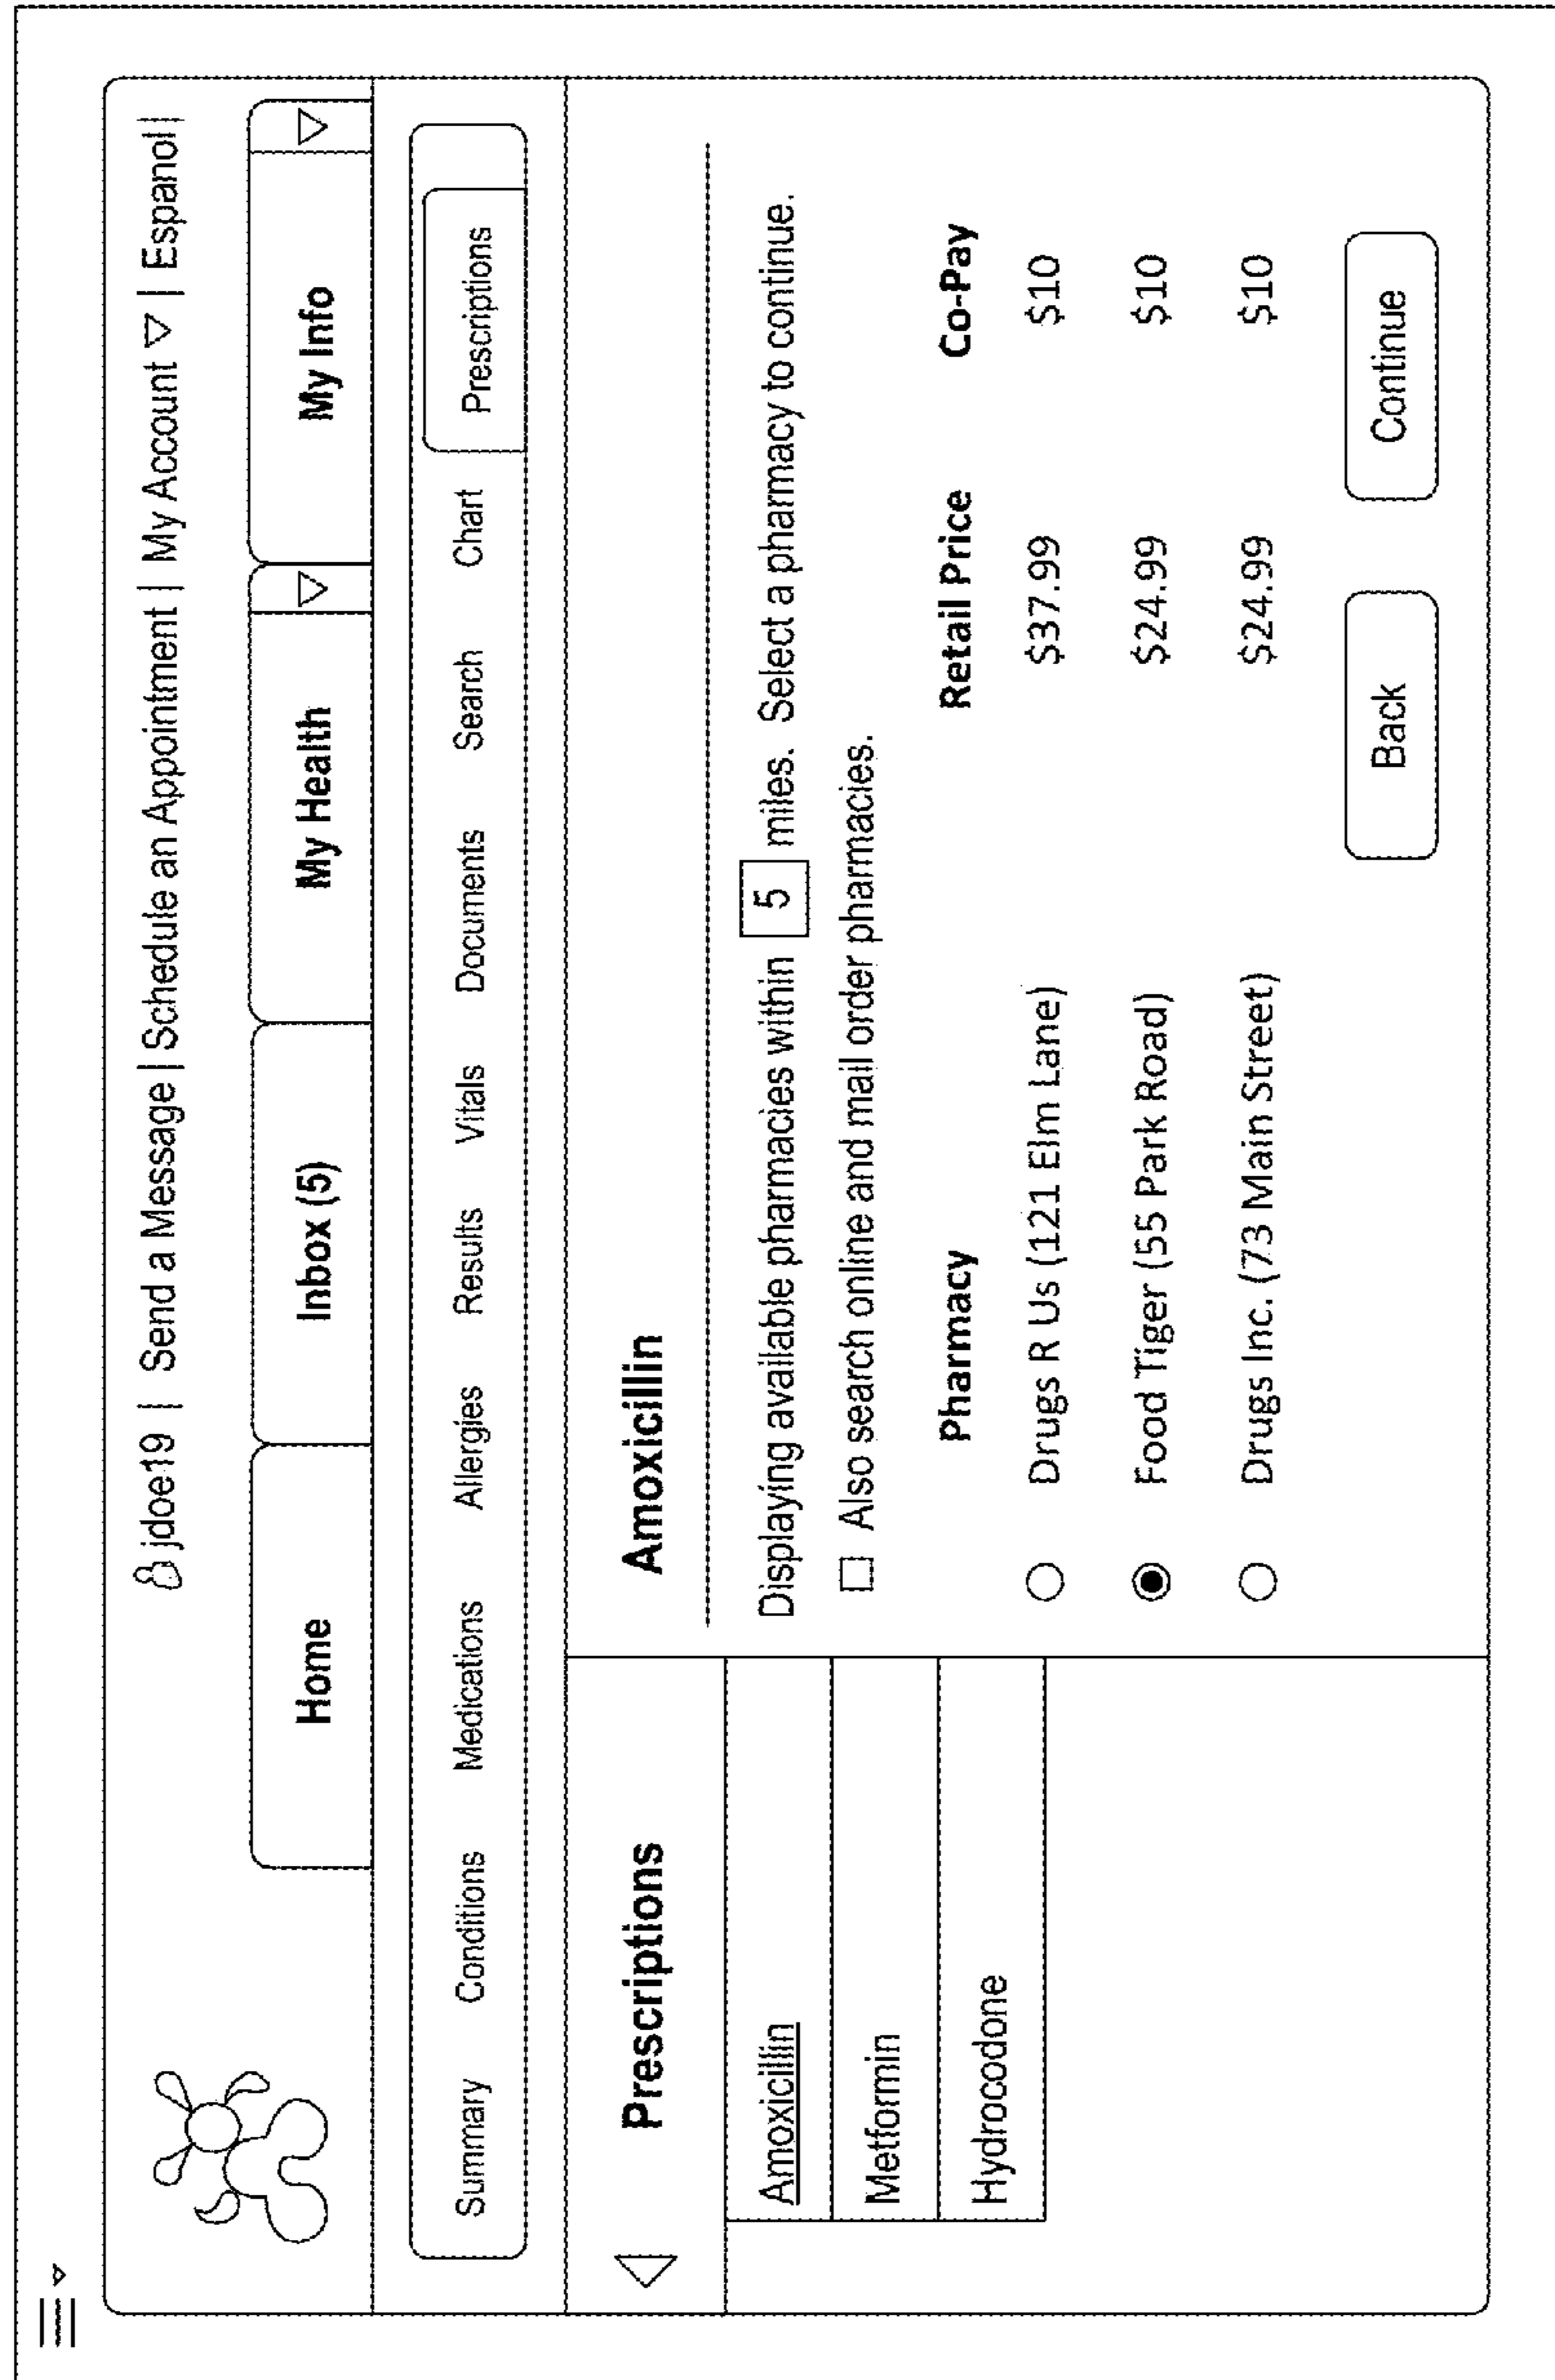 jdoe19 | Send a Message | Schedule an Appointment | My Account ▽ | Espanol |
Home Inbox (5) My Health ▽ My Info ▽
Summary Conditions Medications Allergies Results Vitals Documents Search Chart Prescriptions
Prescriptions
Amoxicillin
Metformin
Hydrocodone
Amoxicillin
Displaying available pharmacies within 5 miles. Select a pharmacy to continue.
Also search online and mail order pharmacies.
Pharmacy Retail Price Co-Pay
Drugs R Us (121 Elm Lane) $37.99 $10
Food Tiger (55 Park Road) $24.99 $10
Drugs Inc. (73 Main Street) $24.99 $10
Back Continue